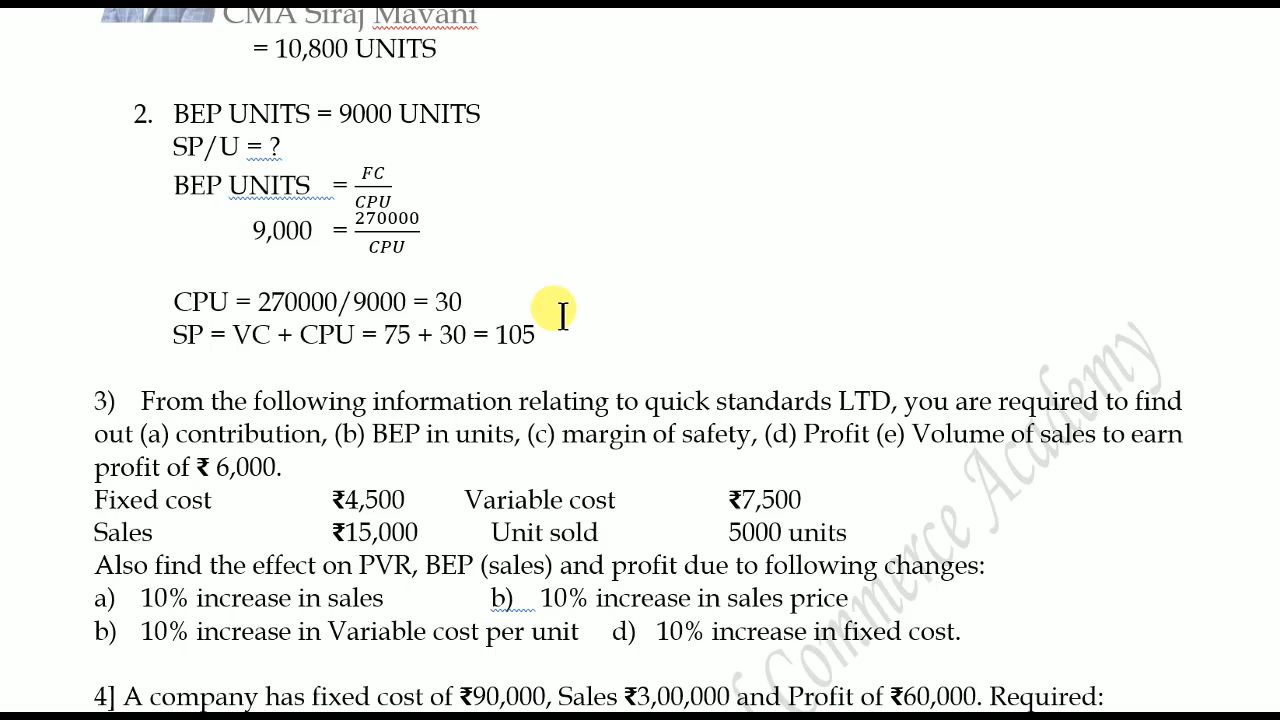 CMA Siraj Mavani
= 10,800 UNITS
2. BEP UNITS = 9000 UNITS
SP/U = ?
BEP UNITS = FC/CPU
9,000 = 270000/CPU
CPU = 270000/9000 = 30
SP = VC + CPU = 75 + 30 = 105
3) From the following information relating to quick standards LTD, you are required to find
out (a) contribution, (b) BEP in units, (c) margin of safety, (d) Profit (e) Volume of sales to earn
profit of ₹ 6,000.
Fixed cost ₹4,500 Variable cost ₹7,500
Sales ₹15,000 Unit sold 5000 units
Also find the effect on PVR, BEP (sales) and profit due to following changes:
a) 10% increase in sales b) 10% increase in sales price
b) 10% increase in Variable cost per unit d) 10% increase in fixed cost.
4] A company has fixed cost of ₹90,000, Sales ₹3,00,000 and Profit of ₹60,000. Required:
f Commerce Academy